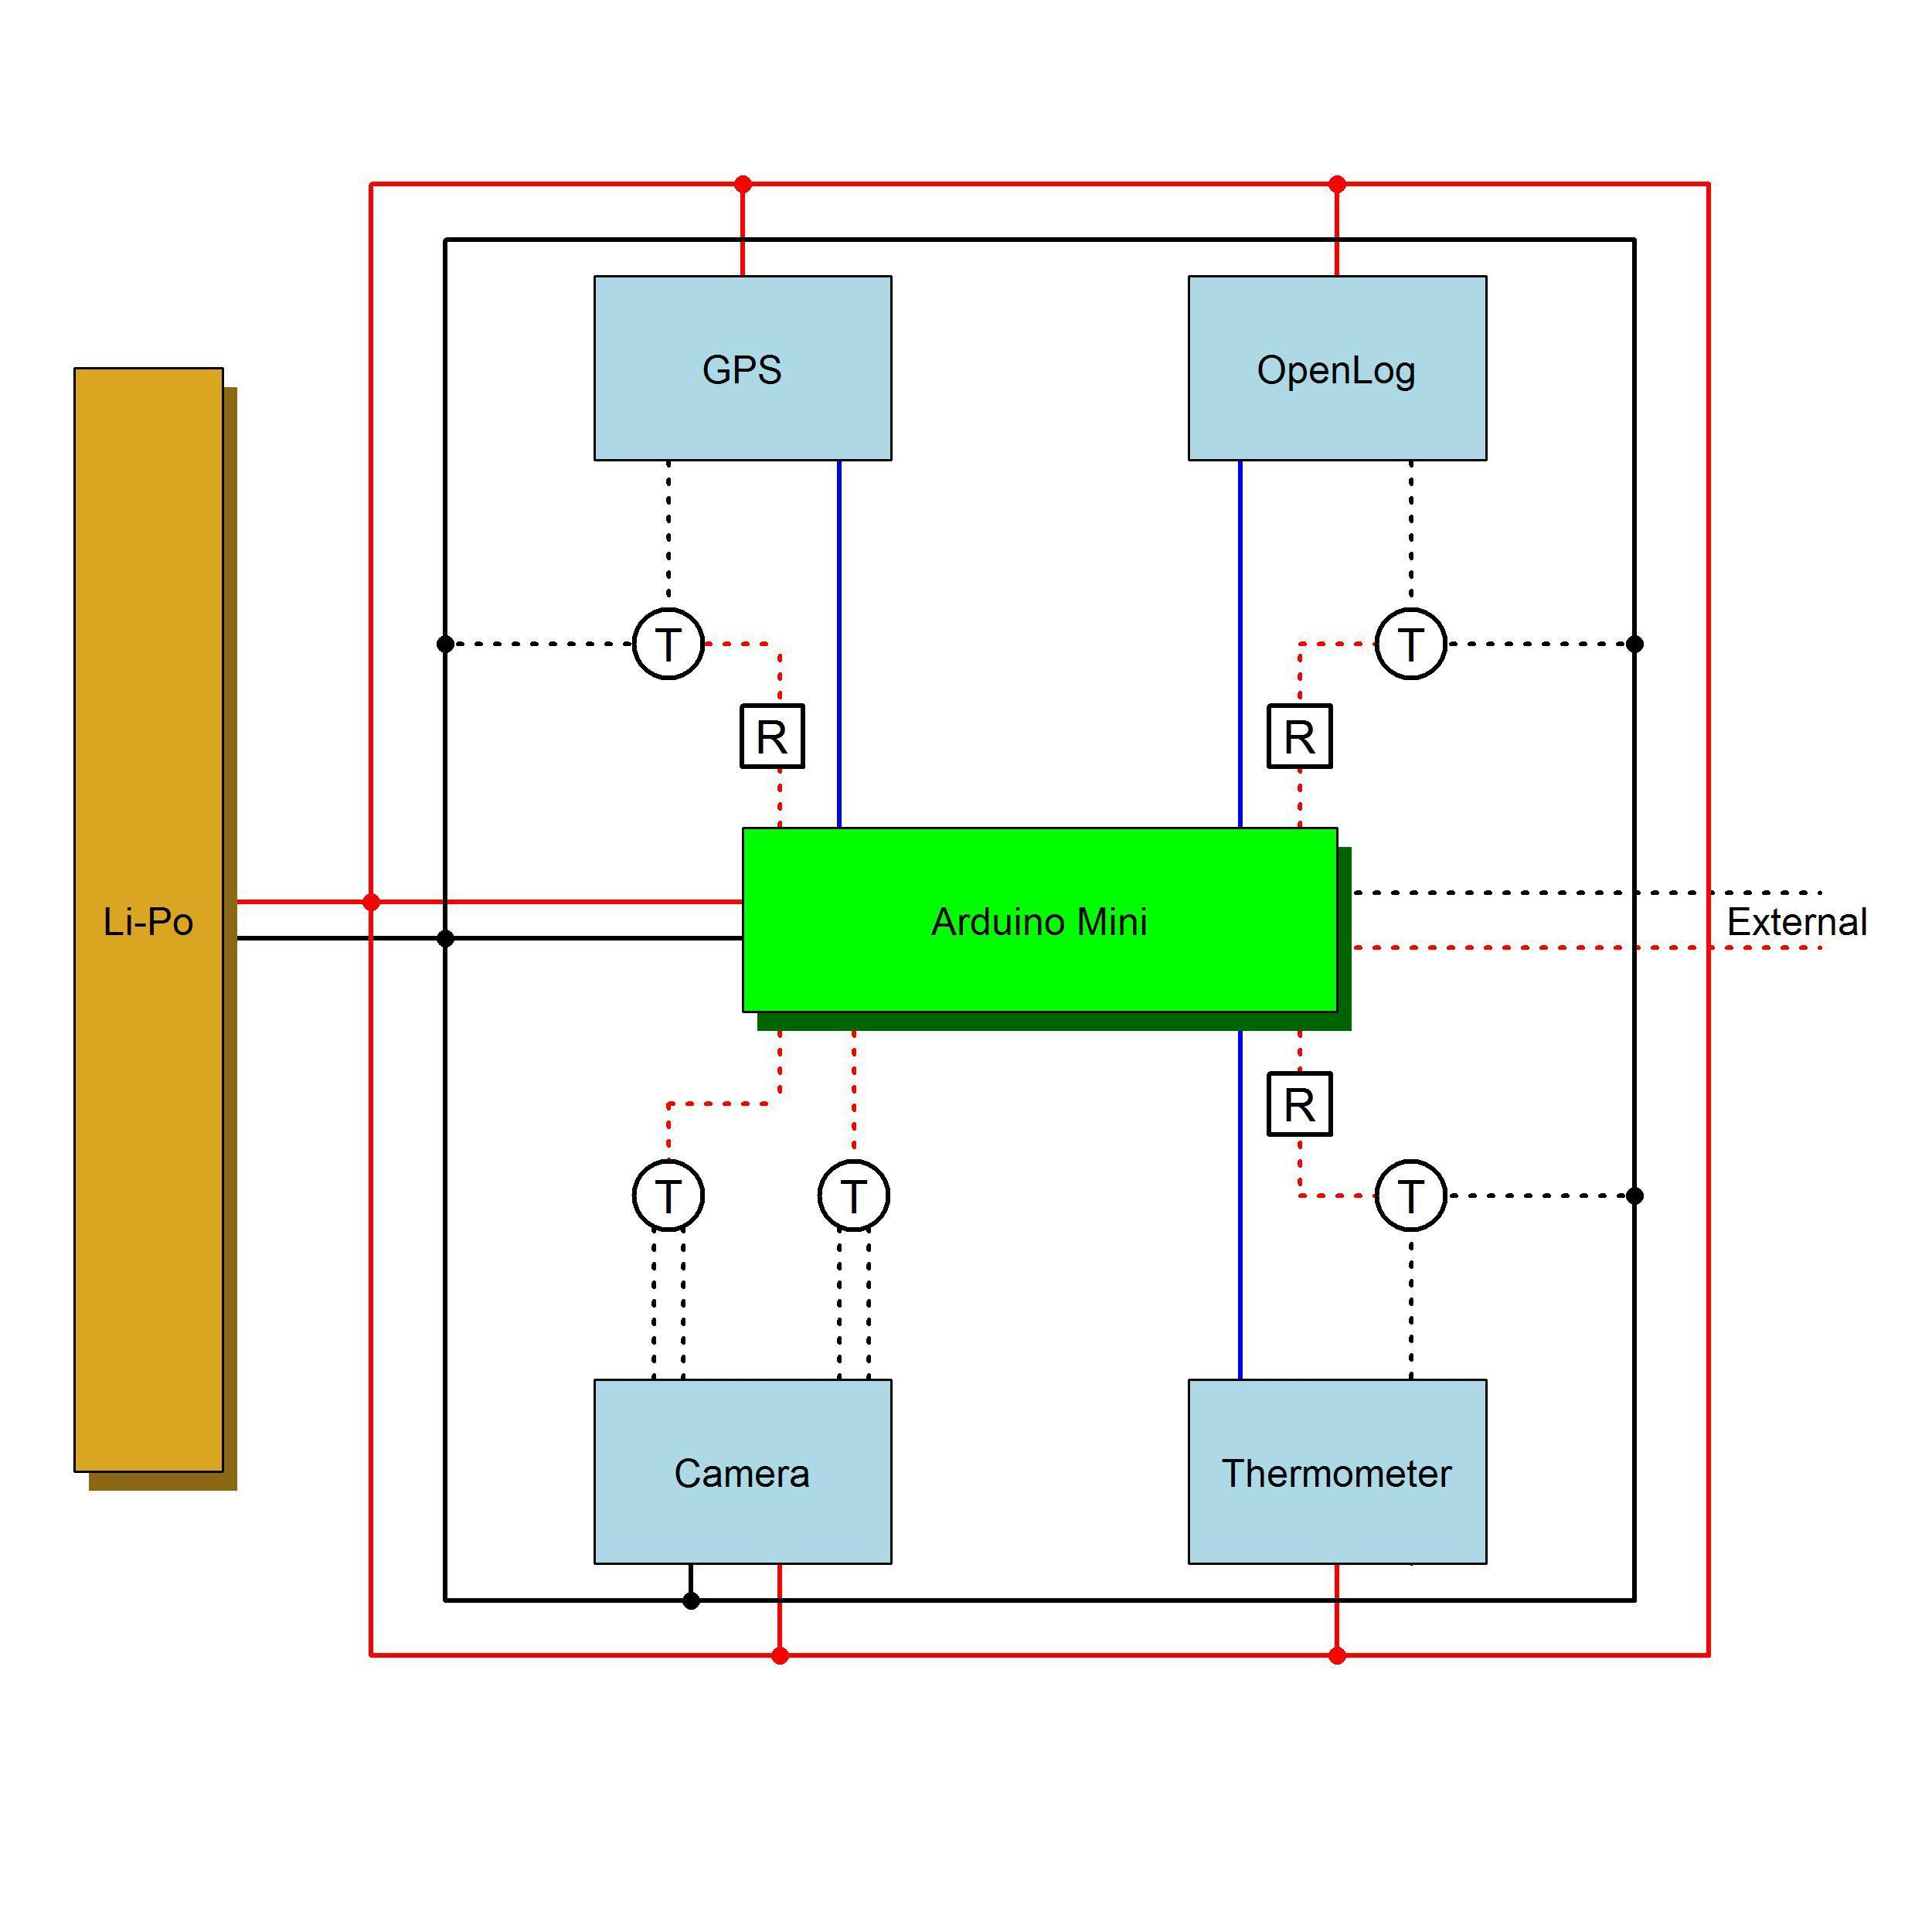 GPS
OpenLog
T
T
R
R
Li-Po
Arduino Mini
External
R
T
T
T
Camera
Thermometer